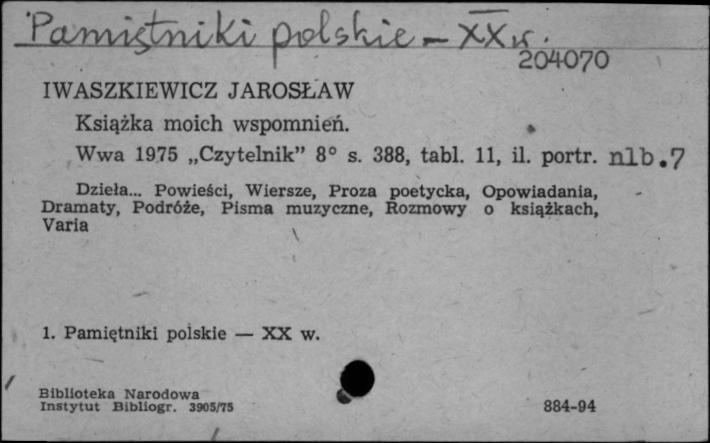 Pamiętniki polskie – XX w.
204070
IWASZKIEWICZ JAROSŁAW
Książka moich wspomnień.
Wwa 1975 „Czytelnik” 8° s. 388, tabl. 11, il. portr. nlb.7
Dzieła... Powieści, Wiersze, Proza poetycka, Opowiadania,
Dramaty, Podróże, Pisma muzyczne, Rozmowy o książkach,
Varia
1. Pamiętniki polskie — XX w.
Biblioteka Narodowa
Instytut Bibliogr. 3905/75
884-94